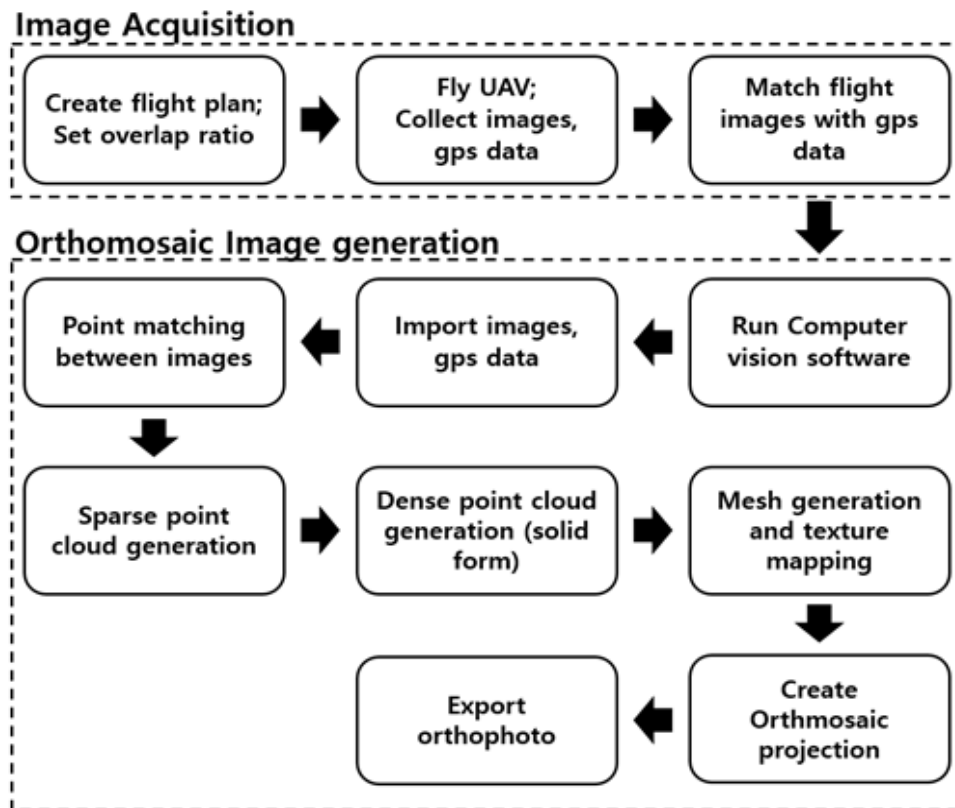 Image Acquisition
Create flight plan;
Set overlap ratio
Fly UAV;
Collect images,
gps data
Match flight
images with gps
data
Orthomosaic Image generation
Run Computer
vision software
Import images,
gps data
Point matching
between images
Sparse point
cloud generation
Dense point cloud
generation (solid
form)
Mesh generation
and texture
mapping
Create
Orthmosaic
projection
Export
orthophoto